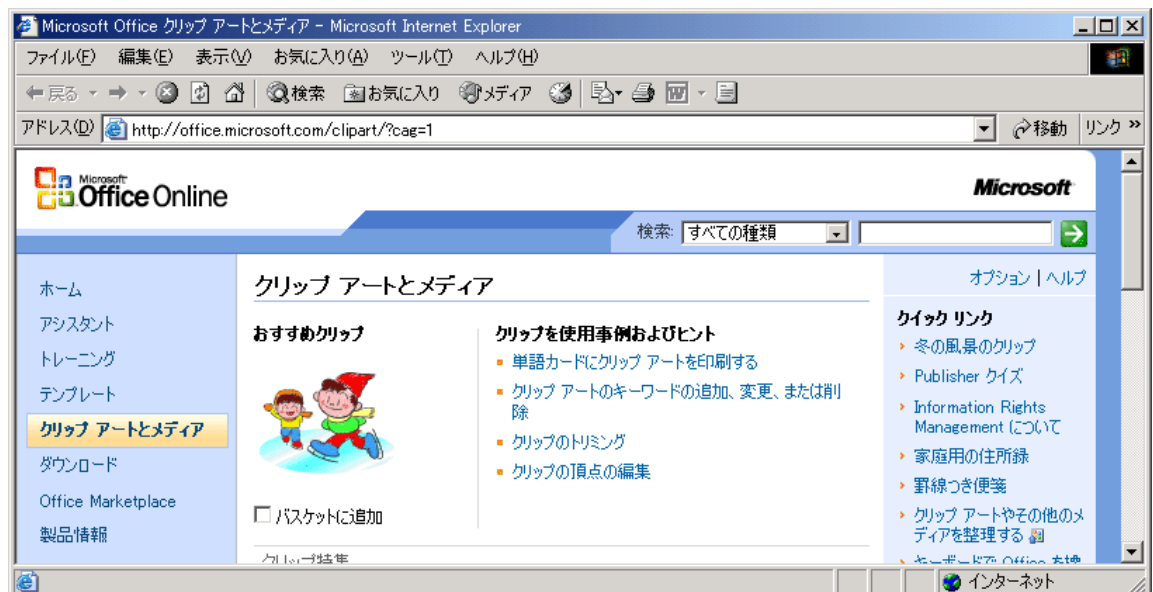 Microsoft Office クリップ アートとメディア - Microsoft Internet Explorer
ファイル(F) 編集(E) 表示(V) お気に入り(A) ツール(T) ヘルプ(H)
戻る 検索 お気に入り メディア
アドレス(D) http://office.microsoft.com/clipart/?cag=1 移動 リンク »
Microsoft
Office Online
Microsoft
検索: すべての種類
オプション | ヘルプ
ホーム
アシスタント
トレーニング
テンプレート
クリップ アートとメディア
ダウンロード
Office Marketplace
製品情報
クリップ アートとメディア
おすすめクリップ
バスケットに追加
クリップ特集
クリップを使用事例およびヒント
単語カードにクリップ アートを印刷する
クリップ アートのキーワードの追加、変更、または削
除
クリップのトリミング
クリップの頂点の編集
クイック リンク
冬の風景のクリップ
Publisher クイズ
Information Rights
Management について
家庭用の住所録
罫線つき便箋
クリップ アートやその他のメ
ディアを整理する
キーボードで Office を操
インターネット